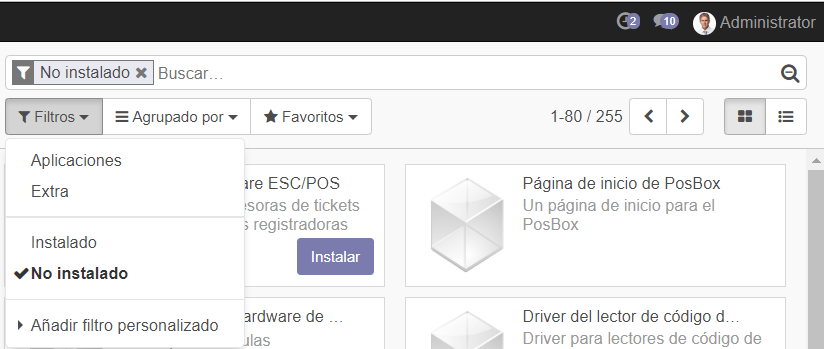 2 10 Administrator
No instalado Buscar...
Filtros Agrupado por Favoritos 1-80 / 255
Aplicaciones
Extra
Instalado
No instalado
Añadir filtro personalizado
are ESC/POS
esoras de tickets
s registradoras
Instalar
Página de inicio de PosBox
Un página de inicio para el
PosBox
ardware de ...
ulas
Driver del lector de código d...
Driver para lectores de código de